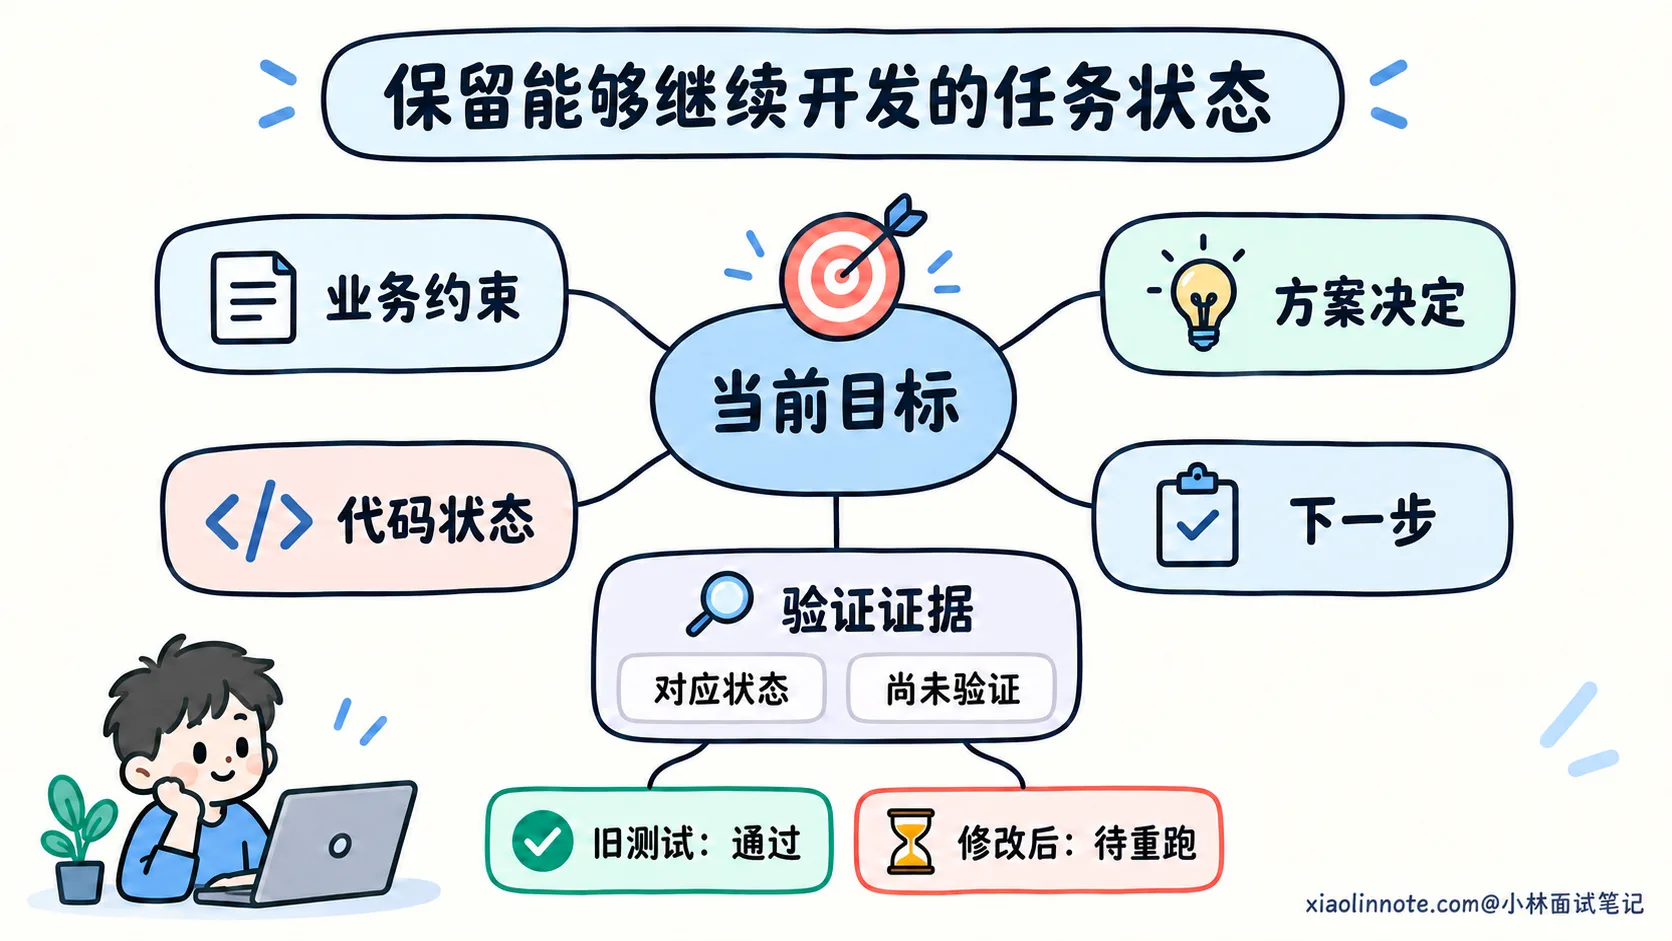 保留能够继续开发的任务状态
业务约束
方案决定
当前目标
</> 代码状态
下一步
验证证据
对应状态
尚未验证
旧测试：通过
修改后：待重跑
xiaolinnote.com@小林面试笔记